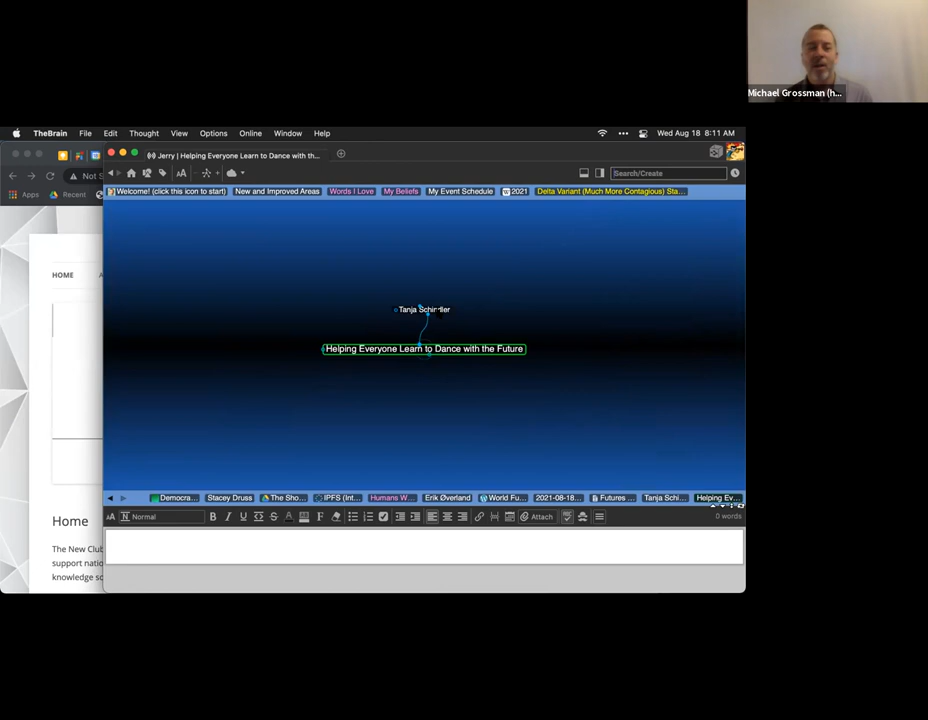 Michael Grossman (h...
TheBrain File Edit Thought View Options Online Window Help
Wed Aug 18 8:11 AM
Jerry | Helping Everyone Learn to Dance with th...
Not S
Search/Create
Apps
Recent
Welcome! (click this icon to start)
New and Improved Areas
Words I Love
My Beliefs
My Event Schedule
2021
Delta Variant (Much More Contagious) Sta...
HOME
Tanja Schindler
Helping Everyone Learn to Dance with the Future
Democra...
Stacey Druss
The Sho...
IPFS (Int...
Humans W...
Erik Øverland
World Fu...
2021-08-18...
Futures ...
Tanja Schi...
Helping Ev...
Normal
B I U S A F
Attach
0 words
Home
The New Club
support natio
knowledge so